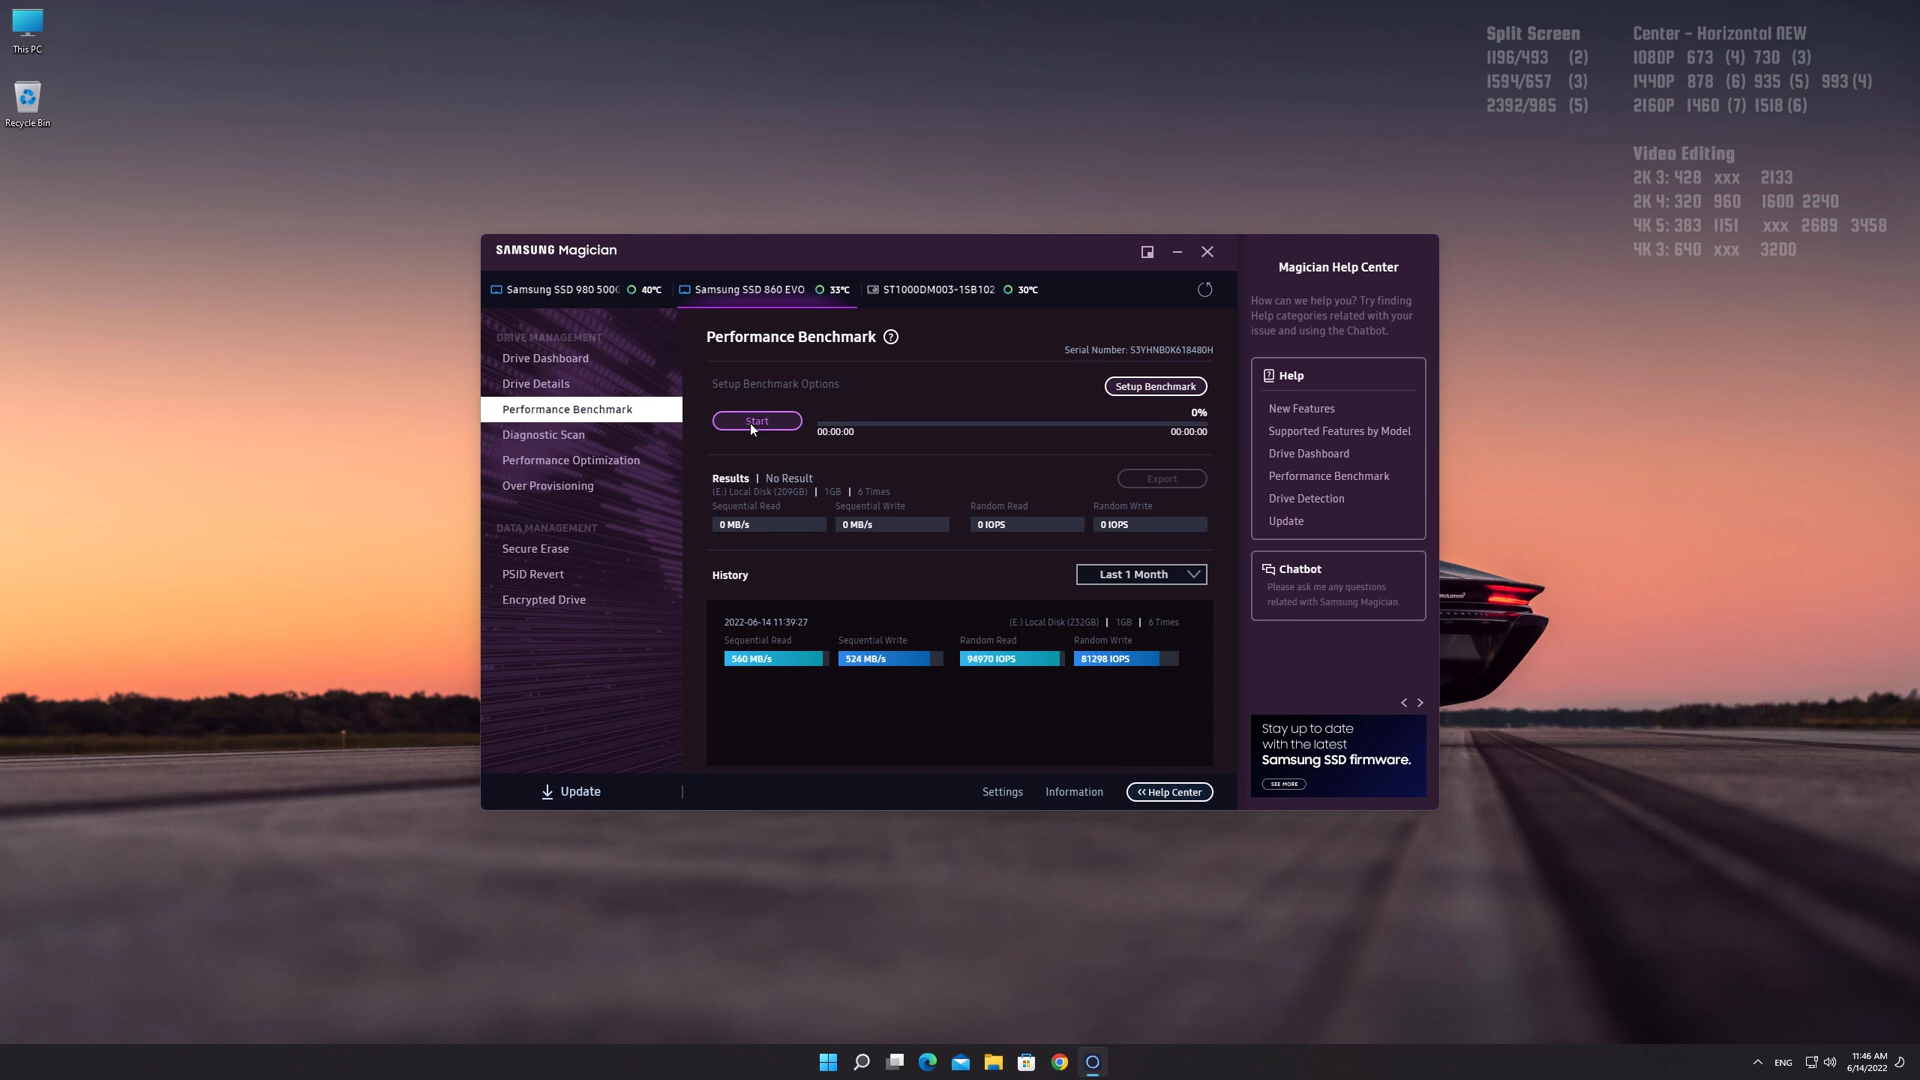 This PC
Recycle Bin
Split Screen
1196/493 (2)
1594/657 (3)
2392/985 (5)
Center - Horizontal NEW
1080P 673 (4) 730 (3)
1440P 878 (6) 935 (5) 993 (4)
2160P 1460 (7) 1518 (6)
Video Editing
2K 3: 428 xxx 2133
2K 4: 320 960 1600 2240
4K 5: 383 1151 xxx 2689 3458
4K 3: 640 xxx 3200
SAMSUNG Magician
Samsung SSD 980 500G 40℃ Samsung SSD 860 EVO 33℃ ST1000DM003-1SB102 30℃
DRIVE MANAGEMENT
Drive Dashboard
Drive Details
Performance Benchmark
Diagnostic Scan
Performance Optimization
Over Provisioning
DATA MANAGEMENT
Secure Erase
PSID Revert
Encrypted Drive
Update
Performance Benchmark ?
Serial Number: S3YHNB0K618480H
Setup Benchmark Options
Setup Benchmark
Start
0%
00:00:00 00:00:00
Results | No Result
Export
(E:) Local Disk (209GB) | 1GB | 6 Times
Sequential Read Sequential Write Random Read Random Write
0 MB/s 0 MB/s 0 IOPS 0 IOPS
History
Last 1 Month
2022-06-14 11:39:27 (E:) Local Disk (232GB) | 1GB | 6 Times
Sequential Read Sequential Write Random Read Random Write
560 MB/s 524 MB/s 94970 IOPS 81298 IOPS
Settings Information Help Center
Magician Help Center
How can we help you? Try finding
Help categories related with your
issue and using the Chatbot.
Help
New Features
Supported Features by Model
Drive Dashboard
Performance Benchmark
Drive Detection
Update
Chatbot
Please ask me any questions
related with Samsung Magician.
Stay up to date
with the latest
Samsung SSD firmware.
SEE MORE
McLaren
ENG
11:46 AM
6/14/2022